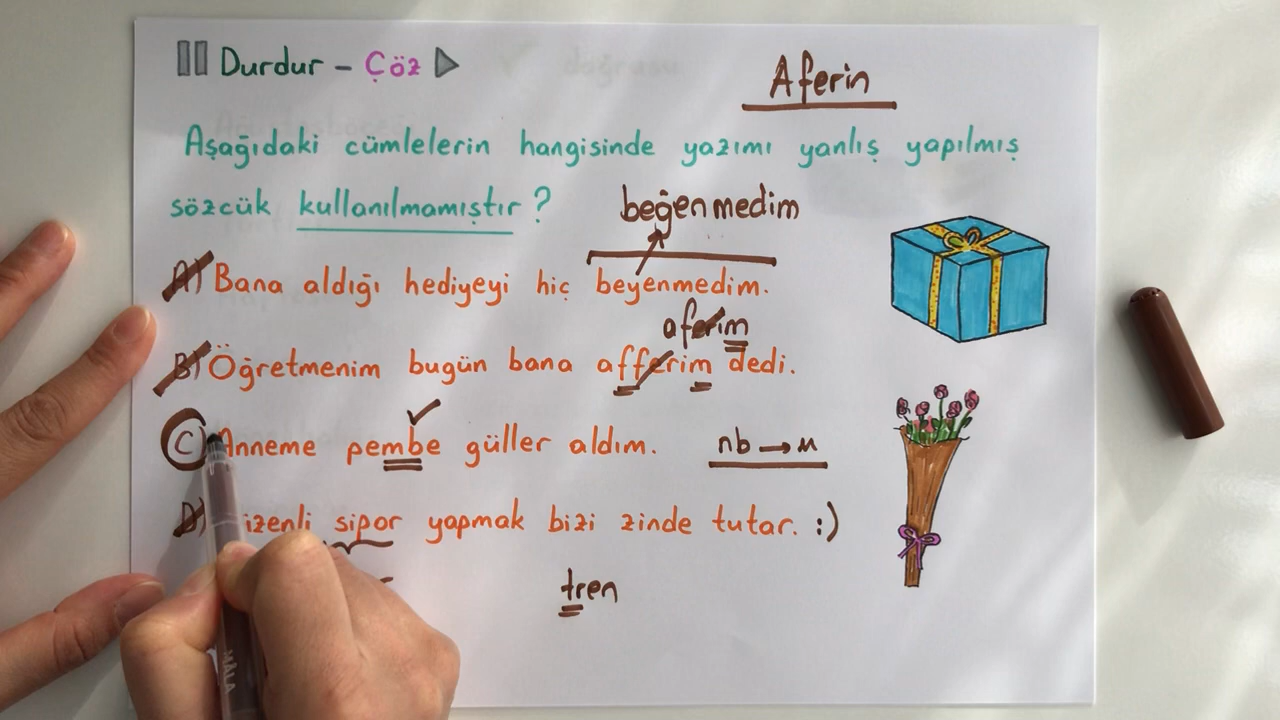 Durdur - Çöz
Aferin
Aşağıdaki cümlelerin hangisinde yazımı yanlış yapılmış
sözcük kullanılmamıştır?
beğenmedim
A) Bana aldığı hediyeyi hiç beyenmedim.
aferim
B) Öğretmenim bugün bana afferim dedi.
C) Anneme pembe güller aldım.
nb → m
D) izenli sipor yapmak bizi zinde tutar. :)
tren
MÂLA